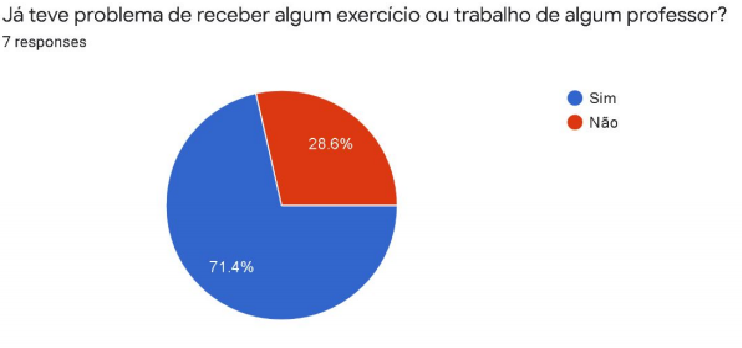 Já teve problema de receber algum exercício ou trabalho de algum professor?
7 responses
Sim
Não
28.6%
71.4%